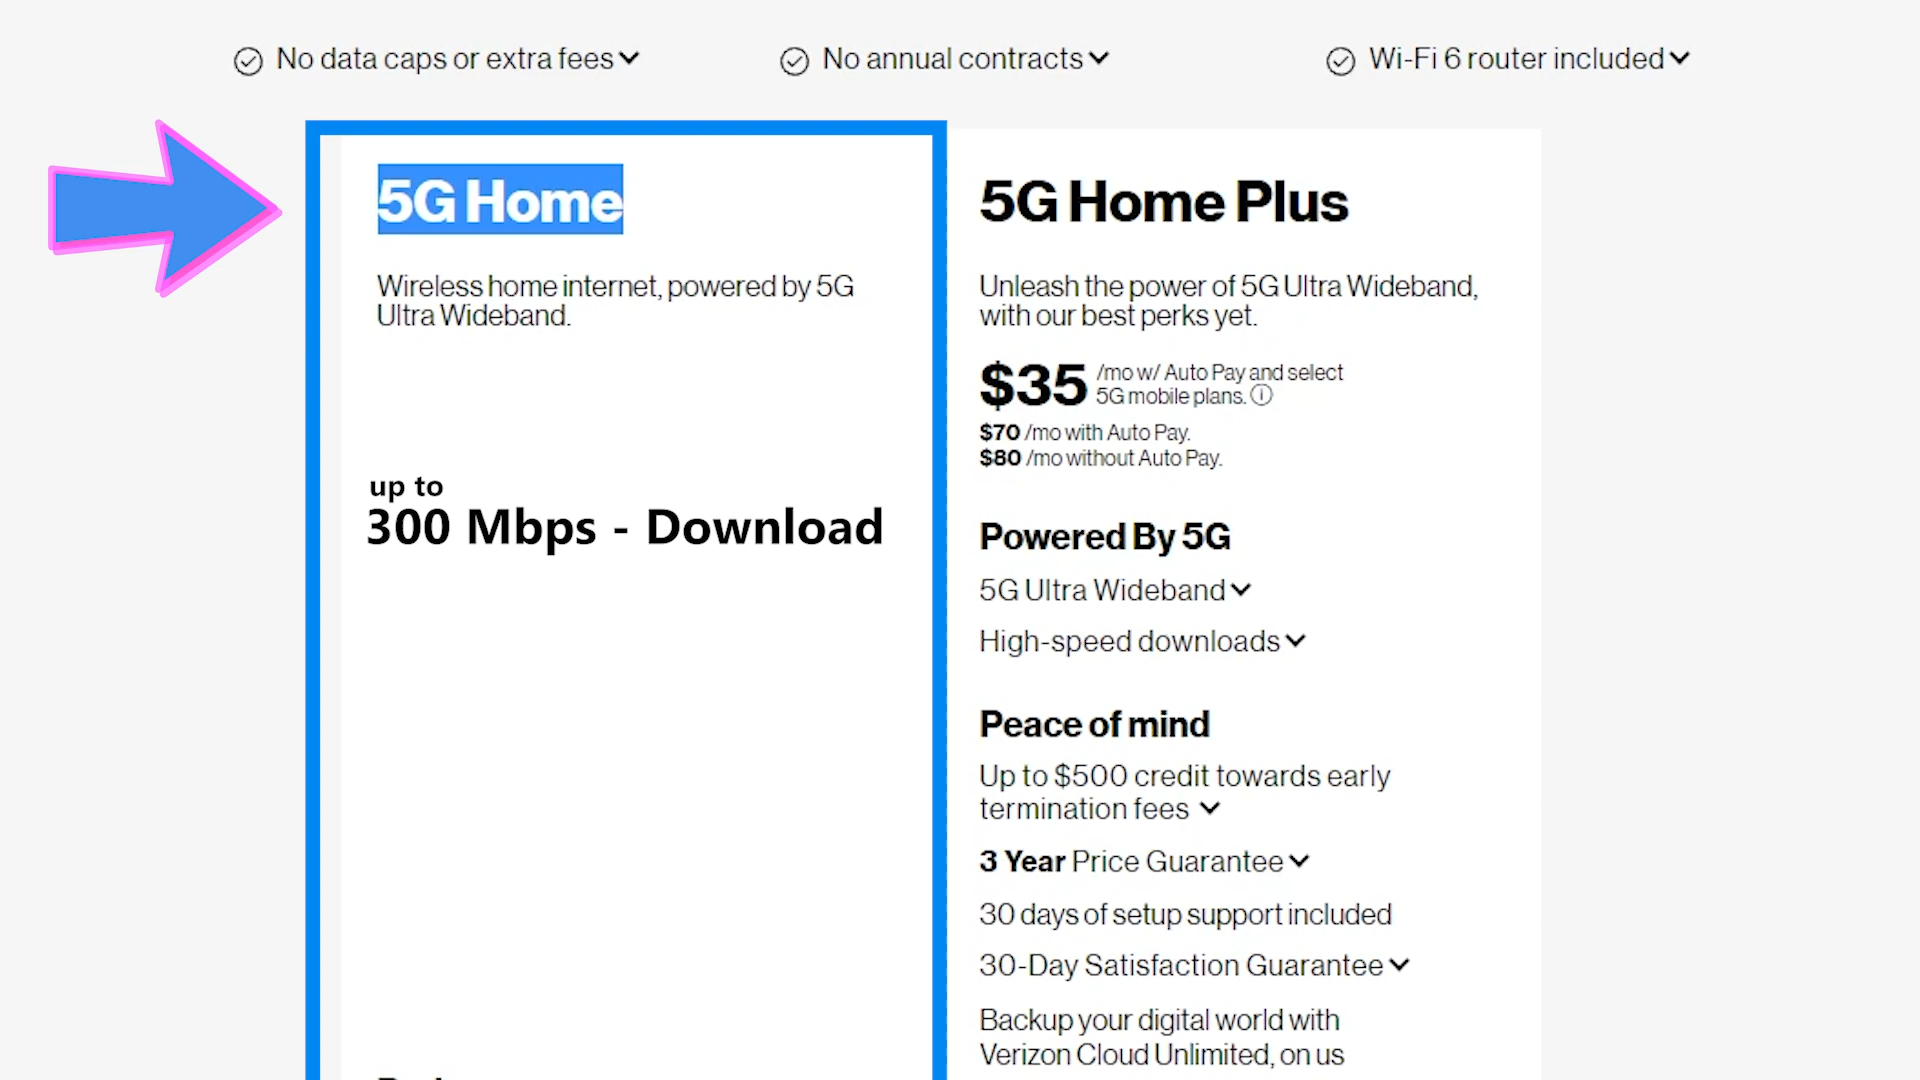 No data caps or extra fees
No annual contracts
Wi-Fi 6 router included
5G Home
Wireless home internet, powered by 5G
Ultra Wideband.
up to
300 Mbps - Download
5G Home Plus
Unleash the power of 5G Ultra Wideband,
with our best perks yet.
$35 /mo w/ Auto Pay and select
5G mobile plans.
$70 /mo with Auto Pay.
$80 /mo without Auto Pay.
Powered By 5G
5G Ultra Wideband
High-speed downloads
Peace of mind
Up to $500 credit towards early
termination fees
3 Year Price Guarantee
30 days of setup support included
30-Day Satisfaction Guarantee
Backup your digital world with
Verizon Cloud Unlimited, on us